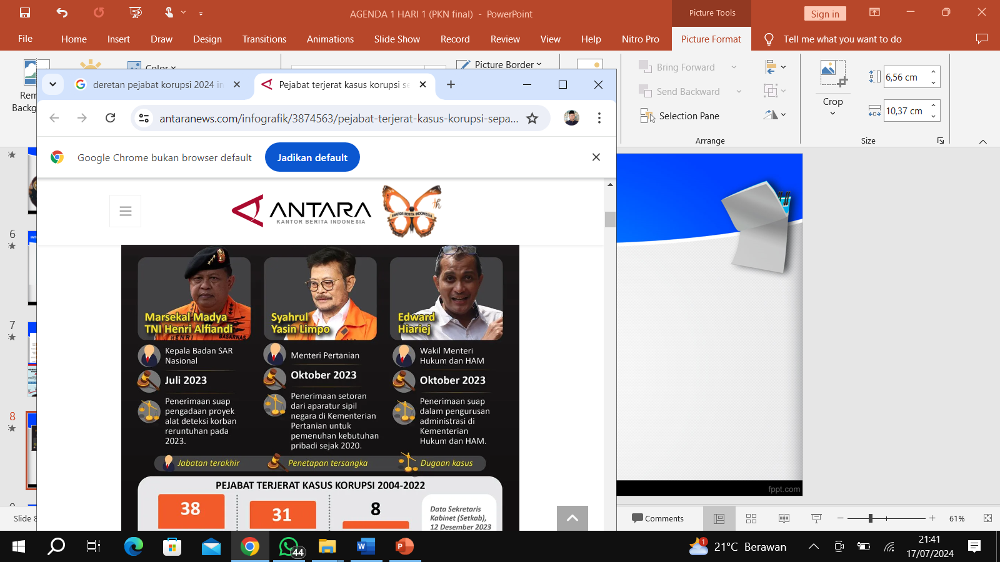 AGENDA 1 HARI 1 (PKN final) - PowerPoint
Picture Tools
Sign in
File
Home
Insert
Draw
Design
Transitions
Animations
Slide Show
Record
Review
View
Help
Nitro Pro
Picture Format
Tell me what you want to do
Color
Picture Border
Bring Forward
Send Backward
Selection Pane
Arrange
Crop
6,56 cm
10,37 cm
Size
deretan pejabat korupsi 2024 in
Pejabat terjerat kasus korupsi se
antaranews.com/infografik/3874563/pejabat-terjerat-kasus-korupsi-sepa...
Google Chrome bukan browser default
Jadikan default
ANTARA
KANTOR BERITA INDONESIA
th
KANTOR BERITA INDONESIA
Marsekal Madya
TNI Henri Alfiandi
HENRI
BASARNAS
Kepala Badan SAR
Nasional
Juli 2023
Penerimaan suap
pengadaan proyek
alat deteksi korban
reruntuhan pada
2023.
Syahrul
Yasin Limpo
Menteri Pertanian
Oktober 2023
Penerimaan setoran
dari aparatur sipil
negara di Kementerian
Pertanian untuk
pemenuhan kebutuhan
pribadi sejak 2020.
Edward
Hiariej
Wakil Menteri
Hukum dan HAM
Oktober 2023
Penerimaan suap
dalam pengurusan
administrasi di
Kementerian
Hukum dan HAM.
Jabatan terakhir
Penetapan tersangka
Dugaan kasus
PEJABAT TERJERAT KASUS KORUPSI 2004-2022
38
31
8
Data Sekretaris
Kabinet (Setkab),
12 Desember 2023
Rem
Backg
6
7
8
fppt.com
Slide 8
Comments
61%
44
1
21°C Berawan
21:41
17/07/2024